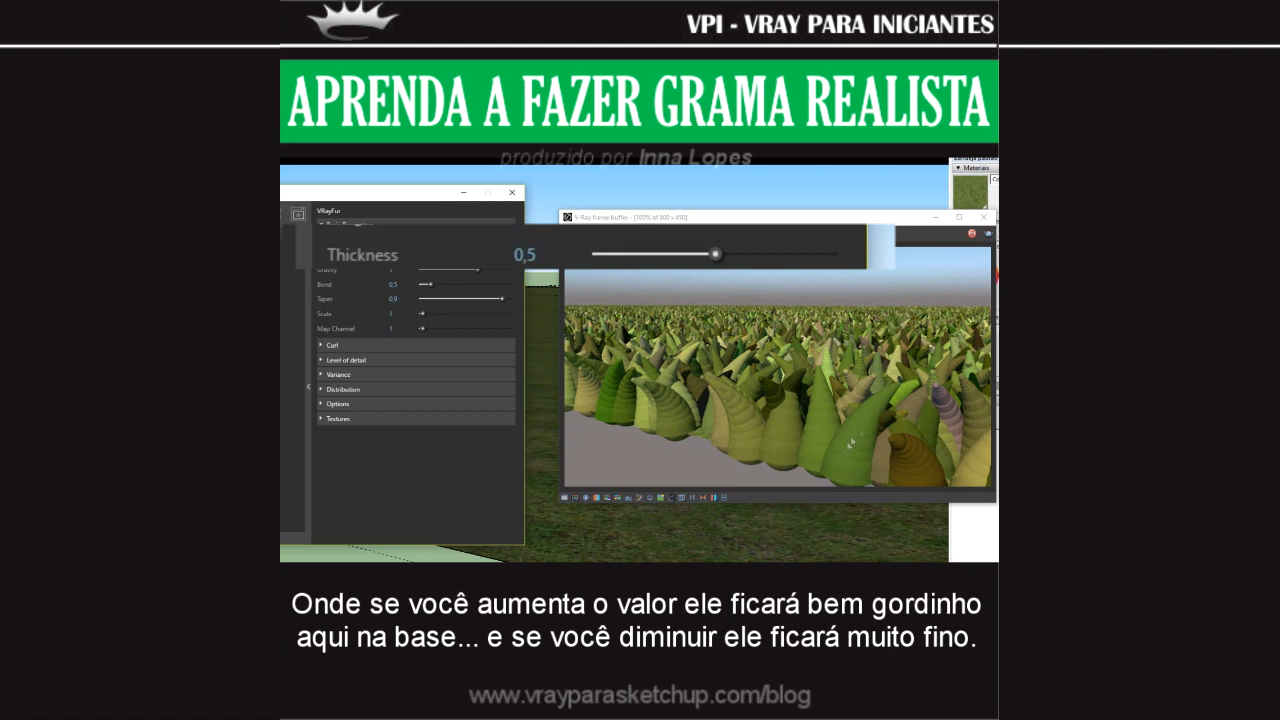 VPI - VRAY PARA INICIANTES
APRENDA A FAZER GRAMA REALISTA
produzido por Inna Lopes
Materiais
VRayFur
V-Ray frame buffer - [100% of 800 x 450]
Thickness 0,5
Gravity 1
Bend 0,5
Taper 0,9
Scale 1
Map Channel 1
Curl
Level of detail
Variance
Distribution
Options
Textures
Onde se você aumenta o valor ele ficará bem gordinho
aqui na base... e se você diminuir ele ficará muito fino.
www.vrayparasketchup.com/blog